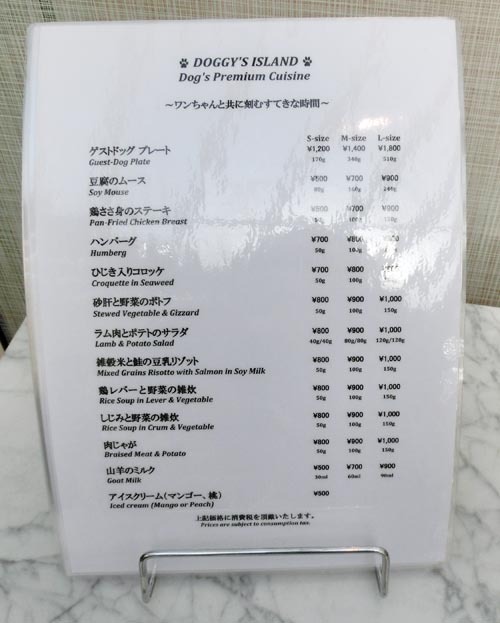 DOGGY'S ISLAND
Dog's Premium Cuisine
～ワンちゃんと共に刻むすてきな時間～
S-size M-size L-size
ゲストドッグ プレート ¥1,200 ¥1,400 ¥1,800
Guest-Dog Plate 170g 340g 510g
豆腐のムース ¥500 ¥700 ¥900
Soy Mouse 80g 160g 240g
鶏ささ身のステーキ ¥500 ¥700 ¥900
Pan-Fried Chicken Breast 50g 100g 150g
ハンバーグ ¥700 ¥800
Humberg 50g 100g
ひじき入りコロッケ ¥700 ¥800
Croquette in Seaweed 50g 100g
砂肝と野菜のポトフ ¥800 ¥900 ¥1,000
Stewed Vegetable & Gizzard 50g 100g 150g
ラム肉とポテトのサラダ ¥800 ¥900 ¥1,000
Lamb & Potato Salad 40g/40g 80g/80g 120g/120g
雑穀米と鮭の豆乳リゾット ¥800 ¥900 ¥1,000
Mixed Grains Risotto with Salmon in Soy Milk 50g 100g 150g
鶏レバーと野菜の雑炊 ¥800 ¥900 ¥1,000
Rice Soup in Lever & Vegetable 50g 100g 150g
しじみと野菜の雑炊 ¥800 ¥900 ¥1,000
Rice Soup in Crum & Vegetable 50g 100g 150g
肉じゃが ¥800 ¥900 ¥1,000
Braised Meat & Potato 50g 100g 150g
山羊のミルク ¥500 ¥700 ¥900
Goat Milk 30ml 60ml 90ml
アイスクリーム(マンゴー、桃) ¥500
Iced cream (Mango or Peach)
上記価格に消費税を頂戴いたします。
Prices are subject to consumption tax.